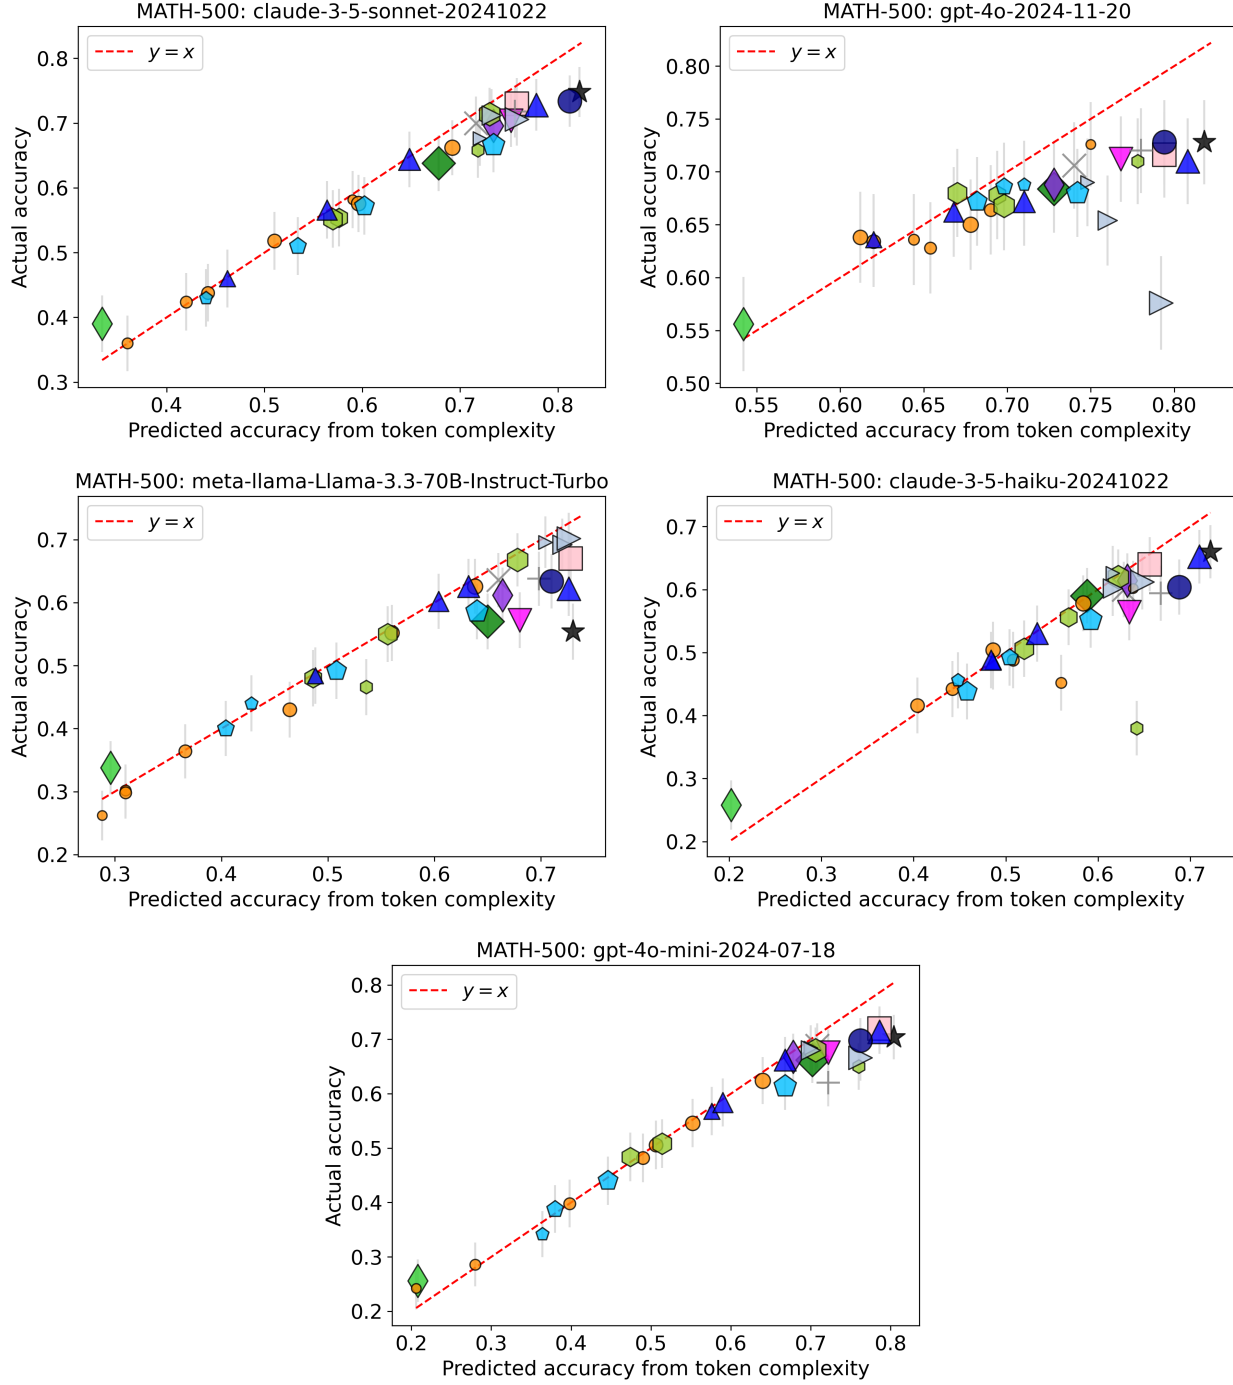 MATH-500: claude-3-5-sonnet-20241022
y = x
0.8
0.7
0.6
0.5
0.4
0.3
Actual accuracy
0.4 0.5 0.6 0.7 0.8
Predicted accuracy from token complexity
MATH-500: gpt-4o-2024-11-20
y = x
0.80
0.75
0.70
0.65
0.60
0.55
0.50
Actual accuracy
0.55 0.60 0.65 0.70 0.75 0.80
Predicted accuracy from token complexity
MATH-500: meta-llama-Llama-3.3-70B-Instruct-Turbo
y = x
0.7
0.6
0.5
0.4
0.3
0.2
Actual accuracy
0.3 0.4 0.5 0.6 0.7
Predicted accuracy from token complexity
MATH-500: claude-3-5-haiku-20241022
y = x
0.7
0.6
0.5
0.4
0.3
0.2
Actual accuracy
0.2 0.3 0.4 0.5 0.6 0.7
Predicted accuracy from token complexity
MATH-500: gpt-4o-mini-2024-07-18
y = x
0.8
0.7
0.6
0.5
0.4
0.3
0.2
Actual accuracy
0.2 0.3 0.4 0.5 0.6 0.7 0.8
Predicted accuracy from token complexity